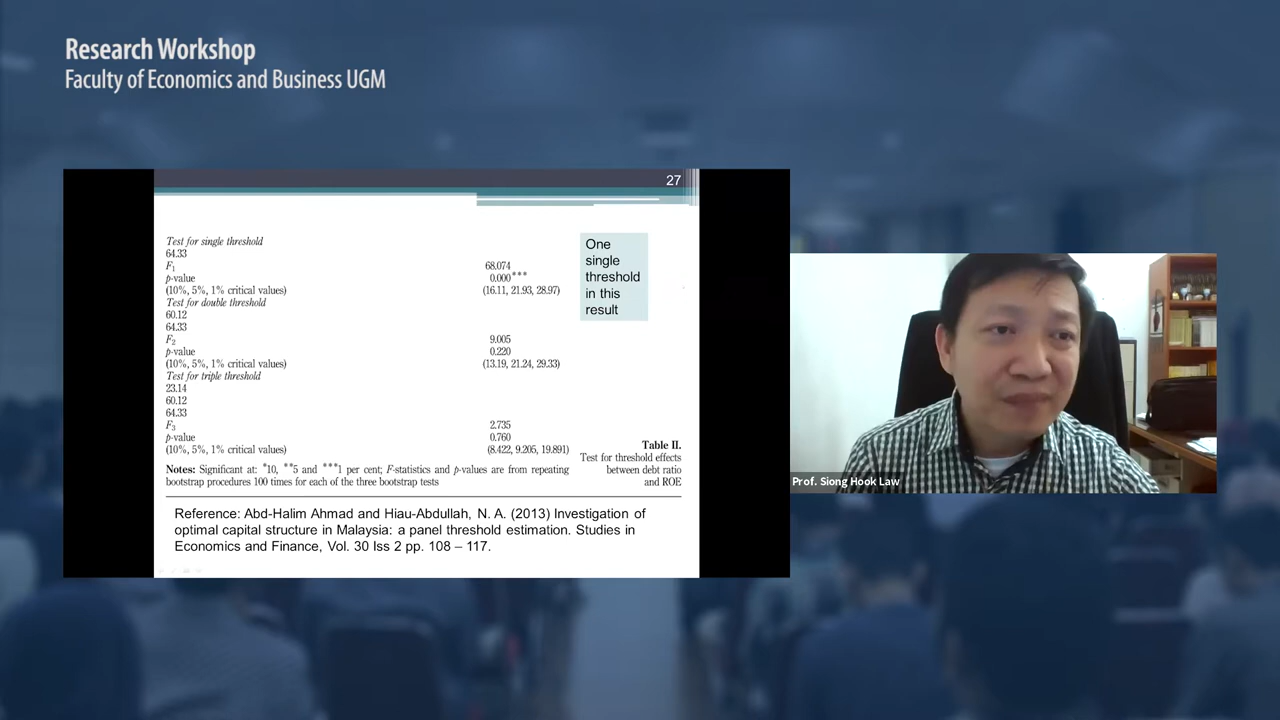 Research Workshop
Faculty of Economics and Business UGM
27
Test for single threshold
64.33
F1 68.074
p-value 0.000***
(10%, 5%, 1% critical values) (16.11, 21.93, 28.97)
Test for double threshold
60.12
64.33
F2 9.005
p-value 0.220
(10%, 5%, 1% critical values) (13.19, 21.24, 29.33)
Test for triple threshold
23.14
60.12
64.33
F3 2.735
p-value 0.760
(10%, 5%, 1% critical values) (8.422, 9.205, 19.891)
Notes: Significant at: *10, **5 and ***1 per cent; F-statistics and p-values are from repeating
bootstrap procedures 100 times for each of the three bootstrap tests
One
single
threshold
in this
result
Table II.
Test for threshold effects
between debt ratio
and ROE
Reference: Abd-Halim Ahmad and Hiau-Abdullah, N. A. (2013) Investigation of
optimal capital structure in Malaysia: a panel threshold estimation. Studies in
Economics and Finance, Vol. 30 Iss 2 pp. 108 – 117.
Prof. Siong Hook Law